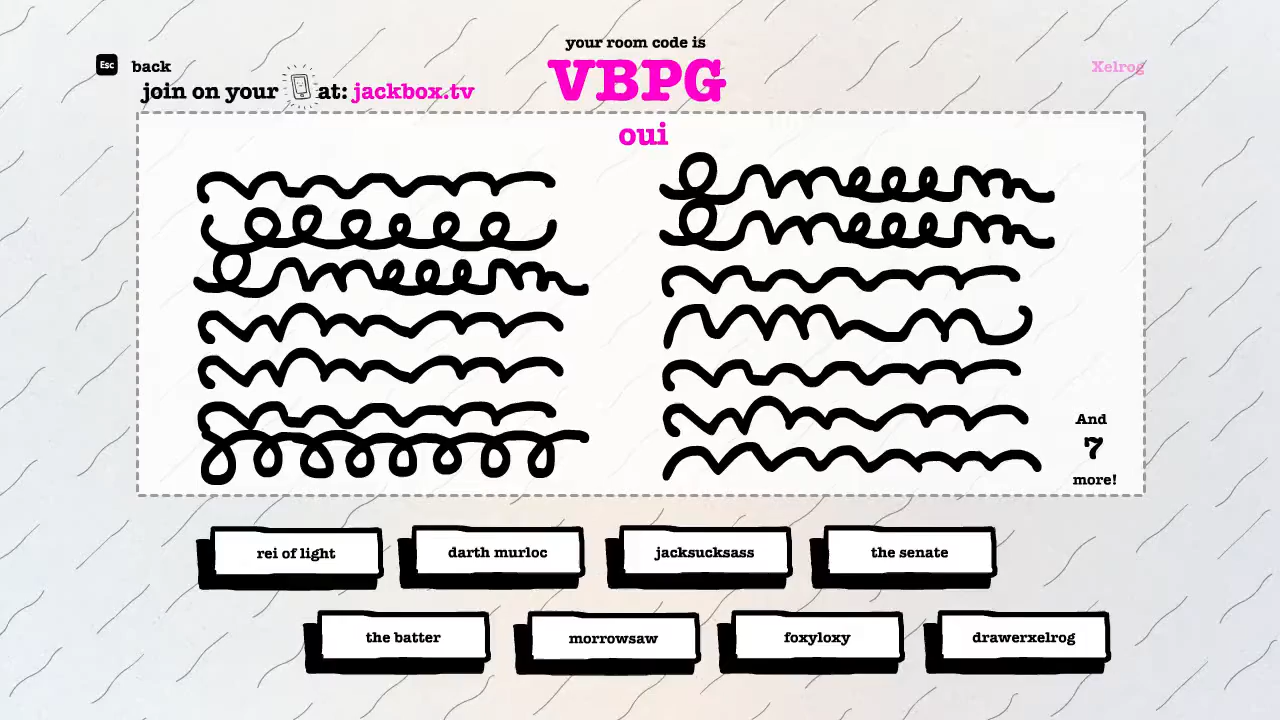 your room code is
Esc back
VBPG
Xelrog
join on your at: jackbox.tv
oui
And
7
more!
rei of light
darth murloc
jacksucksass
the senate
the batter
morrowsaw
foxyloxy
drawerxelrog